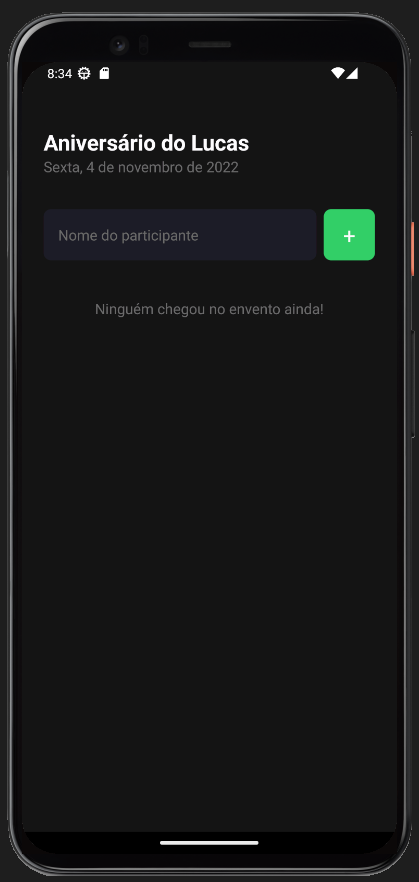 8:34
Aniversário do Lucas
Sexta, 4 de novembro de 2022
Nome do participante
+
Ninguém chegou no envento ainda!